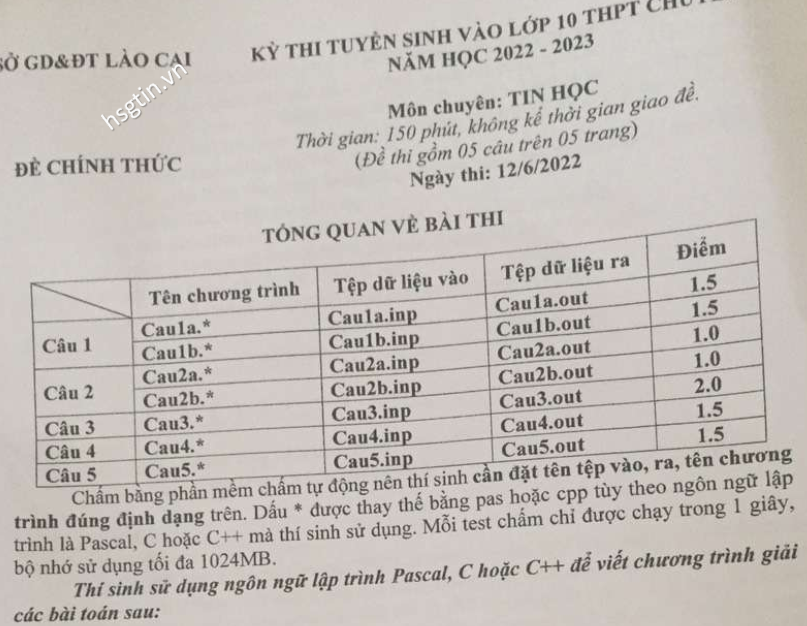 SỞ GD&ĐT LÀO CAI
KỲ THI TUYỂN SINH VÀO LỚP 10 THPT
NĂM HỌC 2022 - 2023
hsgtin.vn
Môn chuyên: TIN HỌC
Thời gian: 150 phút, không kể thời gian giao đề.
(Đề thi gồm 05 câu trên 05 trang)
ĐỀ CHÍNH THỨC
Ngày thi: 12/6/2022
TỔNG QUAN VỀ BÀI THI
Tên chương trình Tệp dữ liệu vào Tệp dữ liệu ra Điểm
Câu 1 Cau1a.* Cau1a.inp Cau1a.out 1.5
Cau1b.* Cau1b.inp Cau1b.out 1.5
Câu 2 Cau2a.* Cau2a.inp Cau2a.out 1.0
Cau2b.* Cau2b.inp Cau2b.out 1.0
Câu 3 Cau3.* Cau3.inp Cau3.out 2.0
Câu 4 Cau4.* Cau4.inp Cau4.out 1.5
Câu 5 Cau5.* Cau5.inp Cau5.out 1.5
Chấm bằng phần mềm chấm tự động nên thí sinh cần đặt tên tệp vào, ra, tên chương
trình đúng định dạng trên. Dấu * được thay thế bằng pas hoặc cpp tùy theo ngôn ngữ lập
trình là Pascal, C hoặc C++ mà thí sinh sử dụng. Mỗi test chấm chỉ được chạy trong 1 giây,
bộ nhớ sử dụng tối đa 1024MB.
Thí sinh sử dụng ngôn ngữ lập trình Pascal, C hoặc C++ để viết chương trình giải
các bài toán sau: